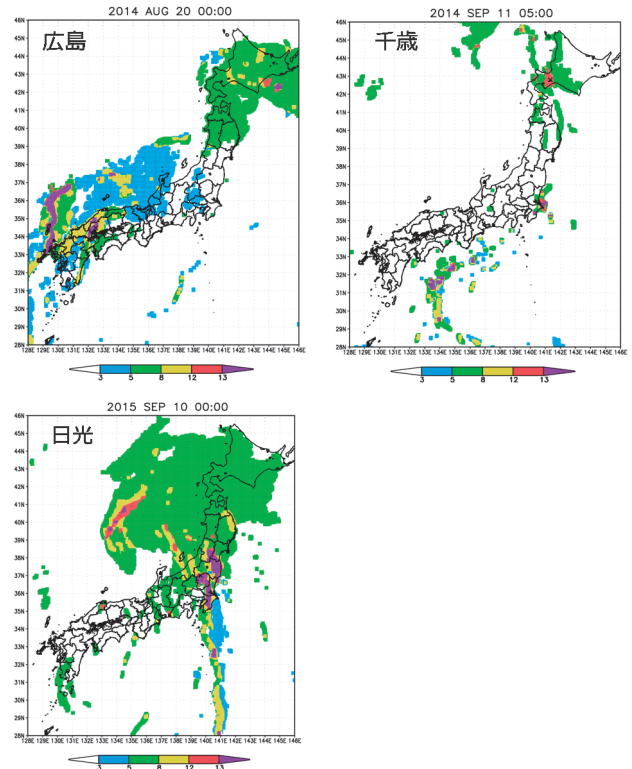 2014 AUG 20 00:00
広島
46N
45N
44N
43N
42N
41N
40N
39N
38N
37N
36N
35N
34N
33N
32N
31N
30N
29N
28N
128E 129E 130E 131E 132E 133E 134E 135E 136E 137E 138E 139E 140E 141E 142E 143E 144E 145E 146E
3 5 8 12 13
2014 SEP 11 05:00
千歳
46N
45N
44N
43N
42N
41N
40N
39N
38N
37N
36N
35N
34N
33N
32N
31N
30N
29N
28N
128E 129E 130E 131E 132E 133E 134E 135E 136E 137E 138E 139E 140E 141E 142E 143E 144E 145E 146E
3 5 8 12 13
2015 SEP 10 00:00
日光
46N
45N
44N
43N
42N
41N
40N
39N
38N
37N
36N
35N
34N
33N
32N
31N
30N
29N
28N
128E 129E 130E 131E 132E 133E 134E 135E 136E 137E 138E 139E 140E 141E 142E 143E 144E 145E 146E
3 5 8 12 13